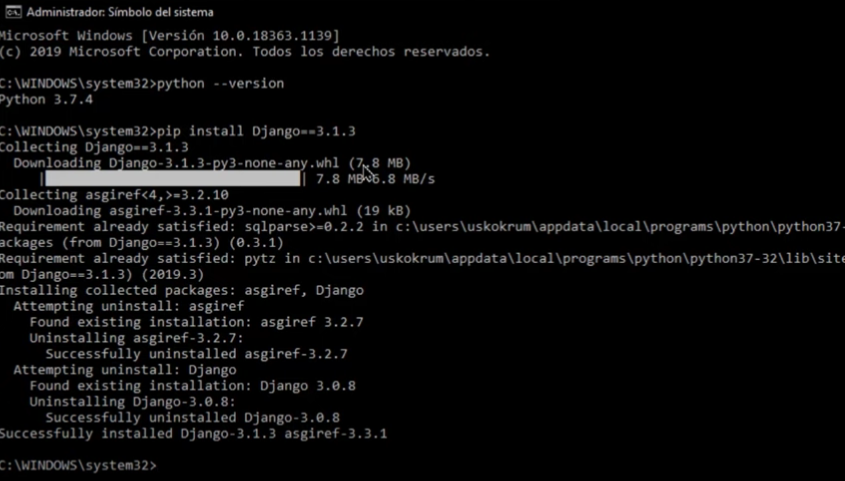 Administrador: Símbolo del sistema
Microsoft Windows [Versión 10.0.18363.1139]
(c) 2019 Microsoft Corporation. Todos los derechos reservados.
C:\WINDOWS\system32>python --version
Python 3.7.4
C:\WINDOWS\system32>pip install Django==3.1.3
Collecting Django==3.1.3
Downloading Django-3.1.3-py3-none-any.whl (7.8 MB)
| | 7.8 MB 6.8 MB/s
Collecting asgiref<4,>=3.2.10
Downloading asgiref-3.3.1-py3-none-any.whl (19 kB)
Requirement already satisfied: sqlparse>=0.2.2 in c:\users\uskokrum\appdata\local\programs\python\python37-
ackages (from Django==3.1.3) (0.3.1)
Requirement already satisfied: pytz in c:\users\uskokrum\appdata\local\programs\python\python37-32\lib\site
om Django==3.1.3) (2019.3)
Installing collected packages: asgiref, Django
Attempting uninstall: asgiref
Found existing installation: asgiref 3.2.7
Uninstalling asgiref-3.2.7:
Successfully uninstalled asgiref-3.2.7
Attempting uninstall: Django
Found existing installation: Django 3.0.8
Uninstalling Django-3.0.8:
Successfully uninstalled Django-3.0.8
Successfully installed Django-3.1.3 asgiref-3.3.1
C:\WINDOWS\system32>